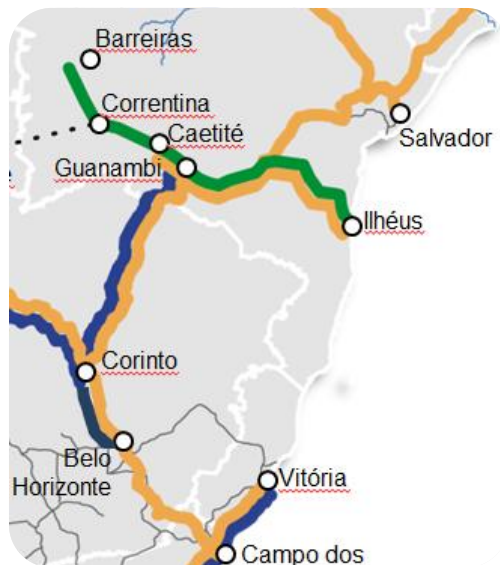 Barreiras
Correntina
Caetité
Guanambi
Salvador
Ilhéus
Corinto
Belo
Horizonte
Vitória
Campo dos